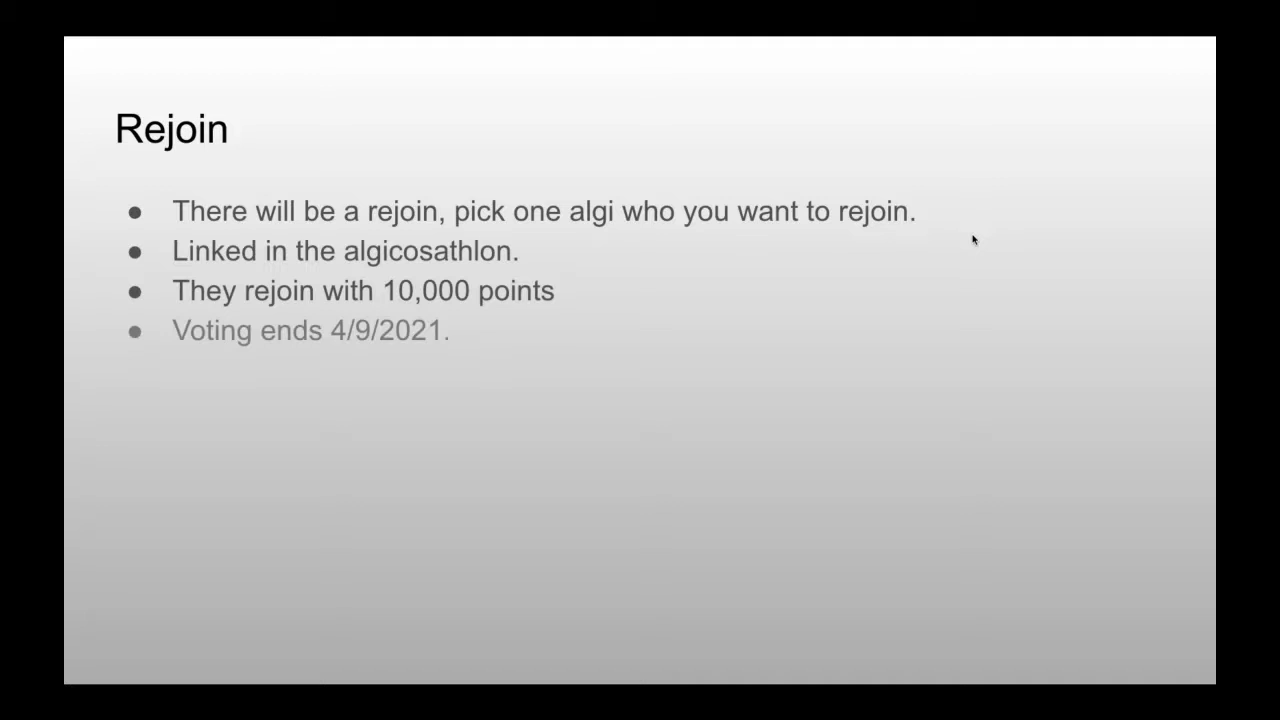 Rejoin
● There will be a rejoin, pick one algi who you want to rejoin.
● Linked in the algicosathlon.
● They rejoin with 10,000 points
● Voting ends 4/9/2021.